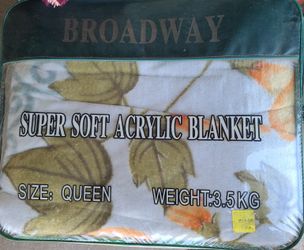 BROADWAY
SUPER SOFT ACRYLIC BLANKET
SIZE: QUEEN WEIGHT:3.5KG